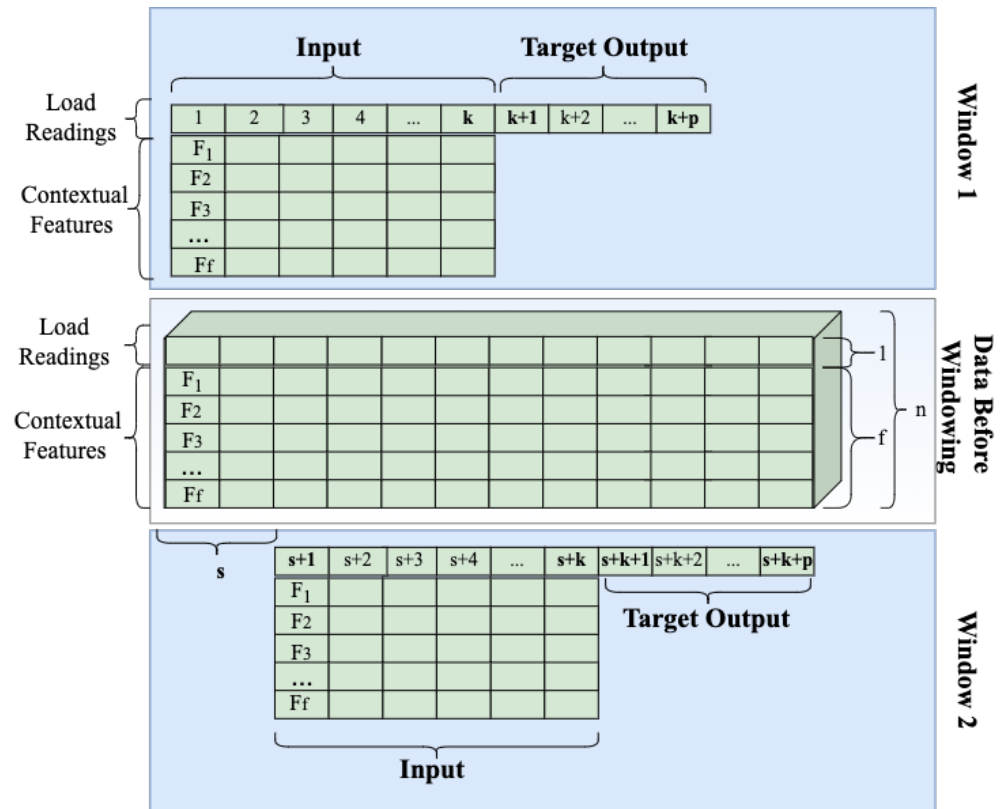 Input Target Output
Load
Readings
1 2 3 4 ... k k+1 k+2 ... k+p
Contextual
Features
F1
F2
F3
...
Ff
Window 1
Load
Readings
Contextual
Features
F1
F2
F3
...
Ff
1
f
n
Data Before
Windowing
s
s+1 s+2 s+3 s+4 ... s+k s+k+1 s+k+2 ... s+k+p
F1
F2
F3
...
Ff
Target Output
Input
Window 2